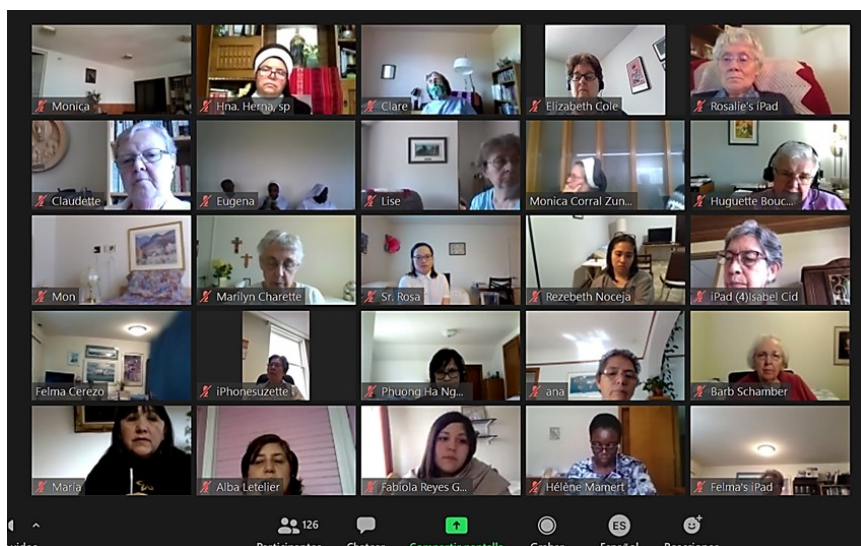 Monica
Hna. Herna, sp
Clare
Elizabeth Cole
Rosalie's iPad
Claudette
Eugena
Lise
Monica Corral Zun...
Huguette Bouc...
Mon
Marilyn Charette
Sr. Rosa
Rezebeth Noceja
iPad (4)Isabel Cid
Felma Cerezo
iPhonesuzette
Phuong Ha Ng...
ana
Barb Schamber
Maria
Alba Letelier
Fabiola Reyes G...
Hélène Mamert
Felma's iPad
126
ES